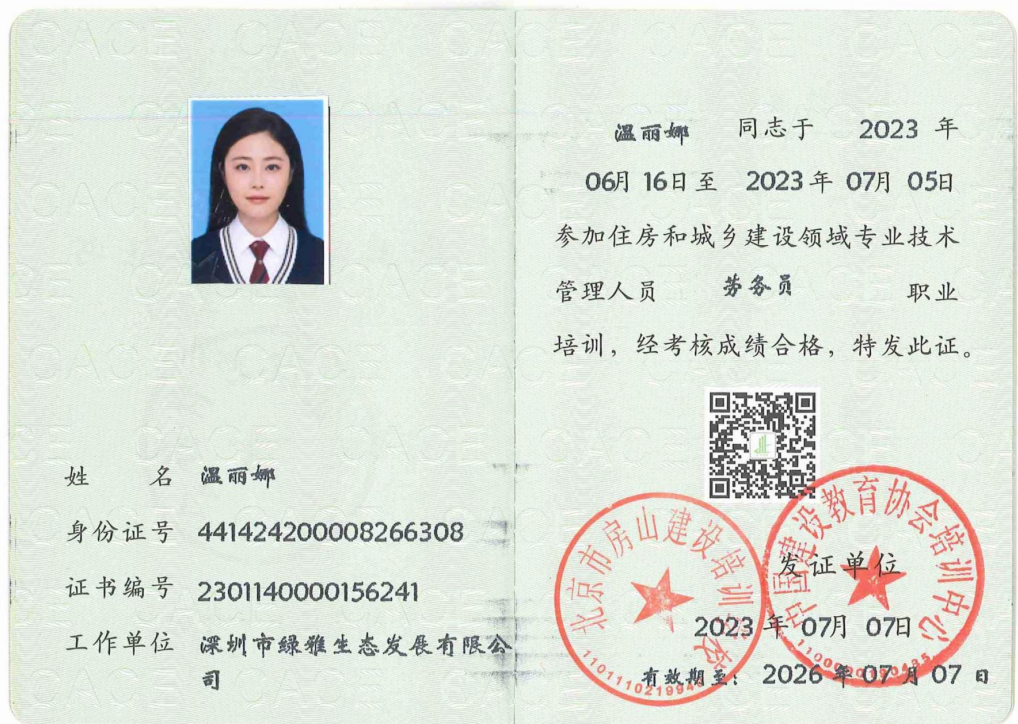 姓 名 温丽娜
身份证号 441424200008266308
证书编号 2301140000156241
工作单位 深圳市緑雅生态发展有限公
司
温丽娜 同志于 2023 年
06月 16日 至 2023 年 07月 05日
参加住房和城乡建设领域专业技术
管理人员 劳务员 职业
培训，经考核成绩合格，特发此证。
北京市房山建设培训学校
中国建设教育协会培训中心
发证单位
2023 年 07月 07日
有效期至： 2026 年 07 月 07 日
CACE